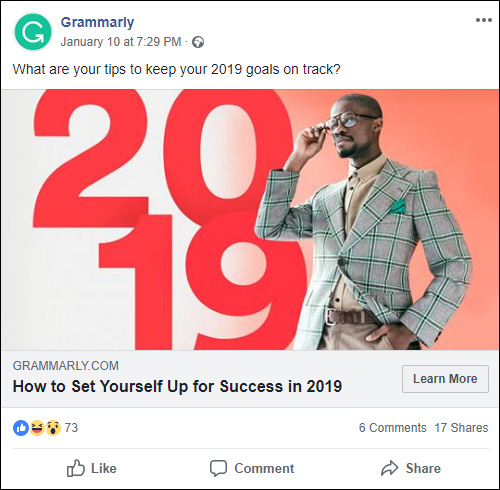 Grammarly
January 10 at 7:29 PM ·
What are your tips to keep your 2019 goals on track?
20
19
GRAMMARLY.COM
How to Set Yourself Up for Success in 2019
Learn More
73
6 Comments 17 Shares
Like Comment Share